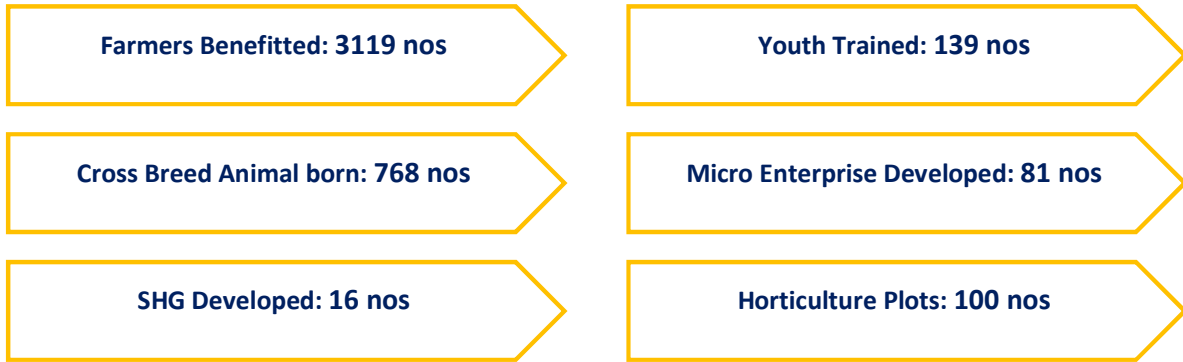 Farmers Benefitted: 3119 nos
Youth Trained: 139 nos
Cross Breed Animal born: 768 nos
Micro Enterprise Developed: 81 nos
SHG Developed: 16 nos
Horticulture Plots: 100 nos